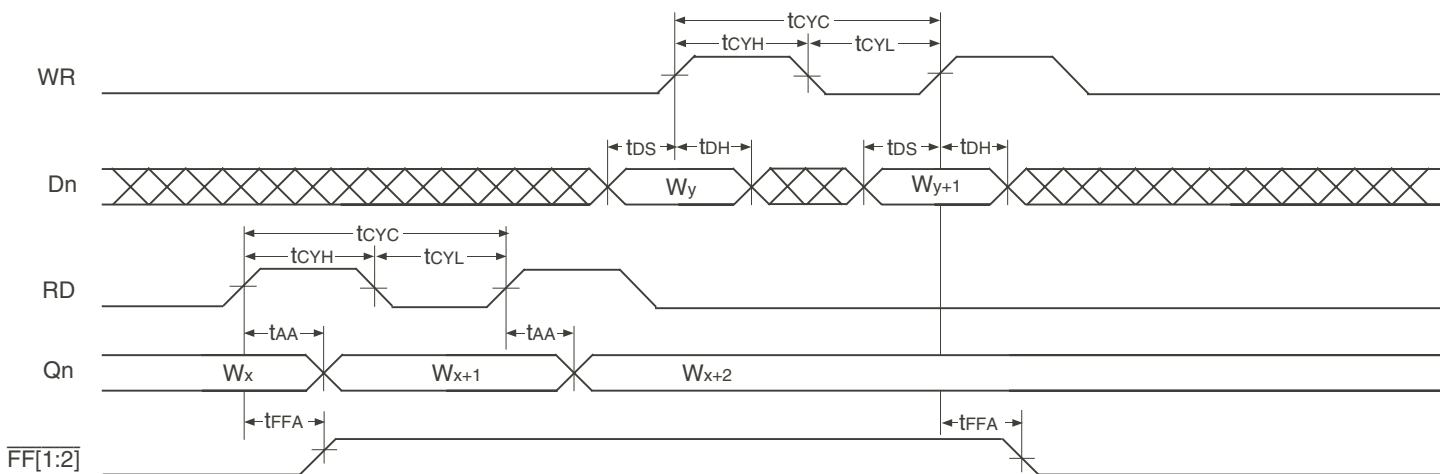 tCYC
tCYH tCYL
WR
tDS tDH tDS tDH
Dn Wy Wy+1
tCYC
tCYH tCYL
RD
tAA tAA
Qn Wx Wx+1 Wx+2
tFFA tFFA
FF[1:2]